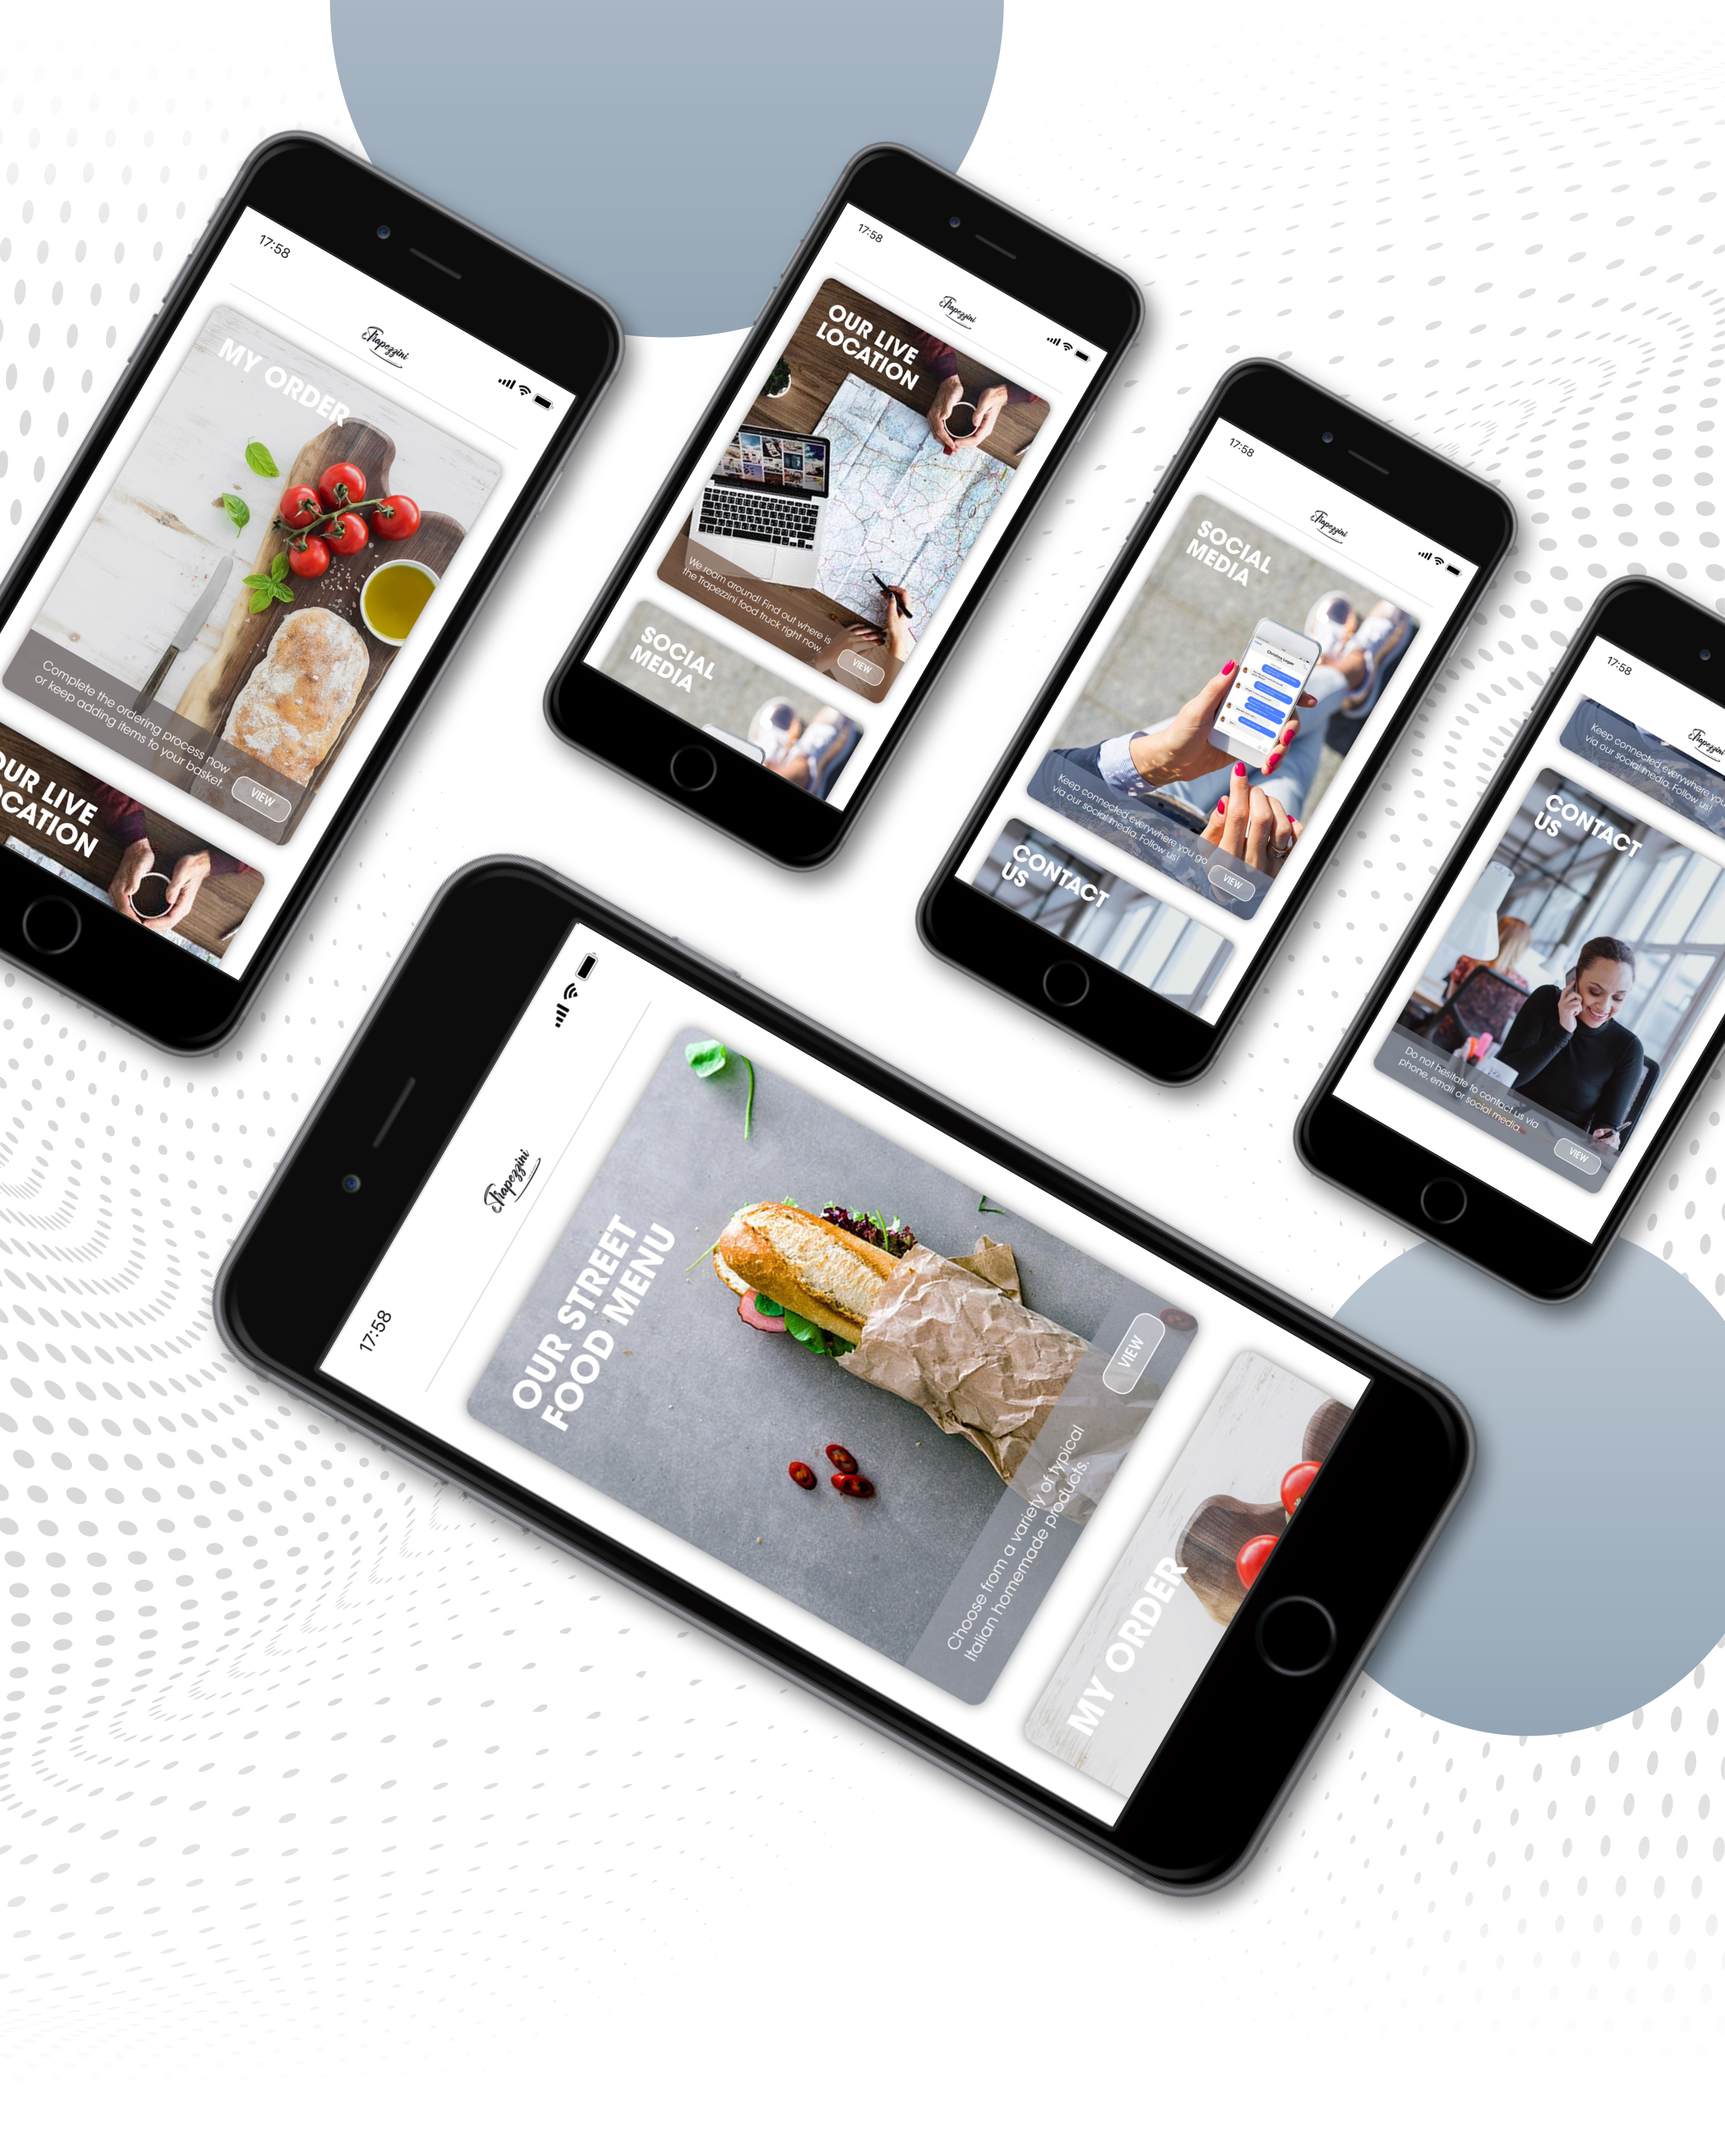 17:58
Trapezzini
MY ORDER
Complete the ordering process now
or keep adding items to your basket.
VIEW
OUR LIVE
LOCATION
17:58
Trapezzini
OUR LIVE
LOCATION
We roam around! Find out where is
the Trapezzini food truck right now.
VIEW
SOCIAL
MEDIA
17:58
Trapezzini
SOCIAL
MEDIA
Keep connected everywhere you go
via our social media. Follow us!
VIEW
CONTACT
US
17:58
Trapezzini
Keep connected everywhere you
via our social media. Follow us!
CONTACT
US
Do not hesitate to contact us via
phone, email or social media.
VIEW
17:58
Trapezzini
OUR STREET
FOOD MENU
Choose from a variety of typical
Italian homemade products.
VIEW
MY ORDER